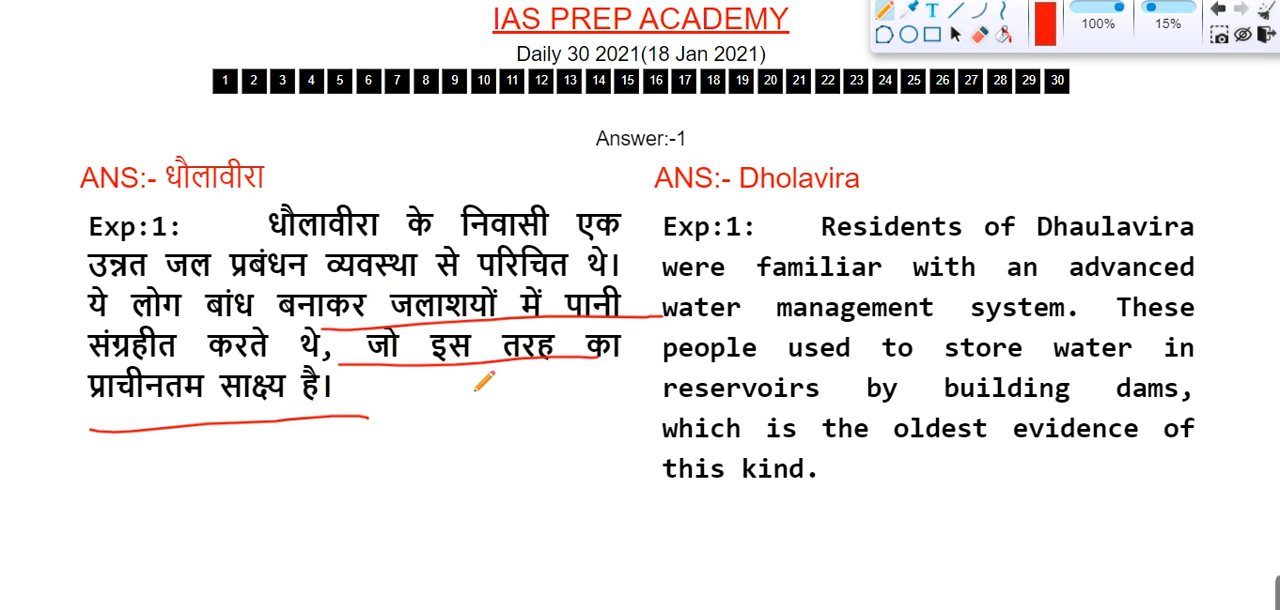 IAS PREP ACADEMY
Daily 30 2021(18 Jan 2021)
1 2 3 4 5 6 7 8 9 10 11 12 13 14 15 16 17 18 19 20 21 22 23 24 25 26 27 28 29 30
100%
15%
Answer:-1
ANS:- धौलावीरा
Exp:1: धौलावीरा के निवासी एक
उन्नत जल प्रबंधन व्यवस्था से परिचित थे।
ये लोग बांध बनाकर जलाशयों में पानी
संग्रहीत करते थे, जो इस तरह का
प्राचीनतम साक्ष्य है।
ANS:- Dholavira
Exp:1: Residents of Dhaulavira
were familiar with an advanced
water management system. These
people used to store water in
reservoirs by building dams,
which is the oldest evidence of
this kind.